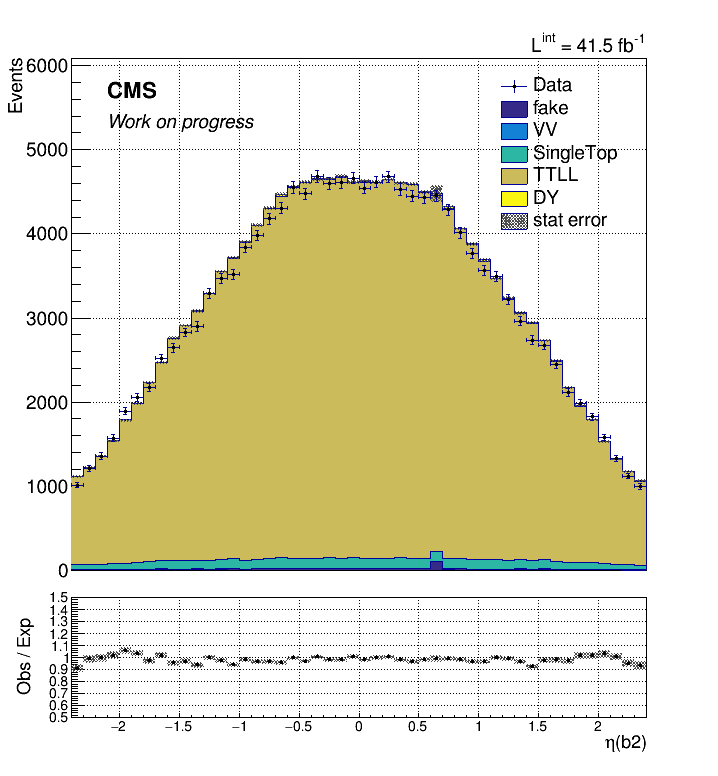 L^int = 41.5 fb^-1
Events
6000
5000
4000
3000
2000
1000
0
CMS
Work on progress
Data
fake
VV
SingleTop
TTLL
DY
stat error
Obs / Exp
1.5
1.4
1.3
1.2
1.1
1
0.9
0.8
0.7
0.6
0.5
−2
−1.5
−1
−0.5
0
0.5
1
1.5
2
η(b2)